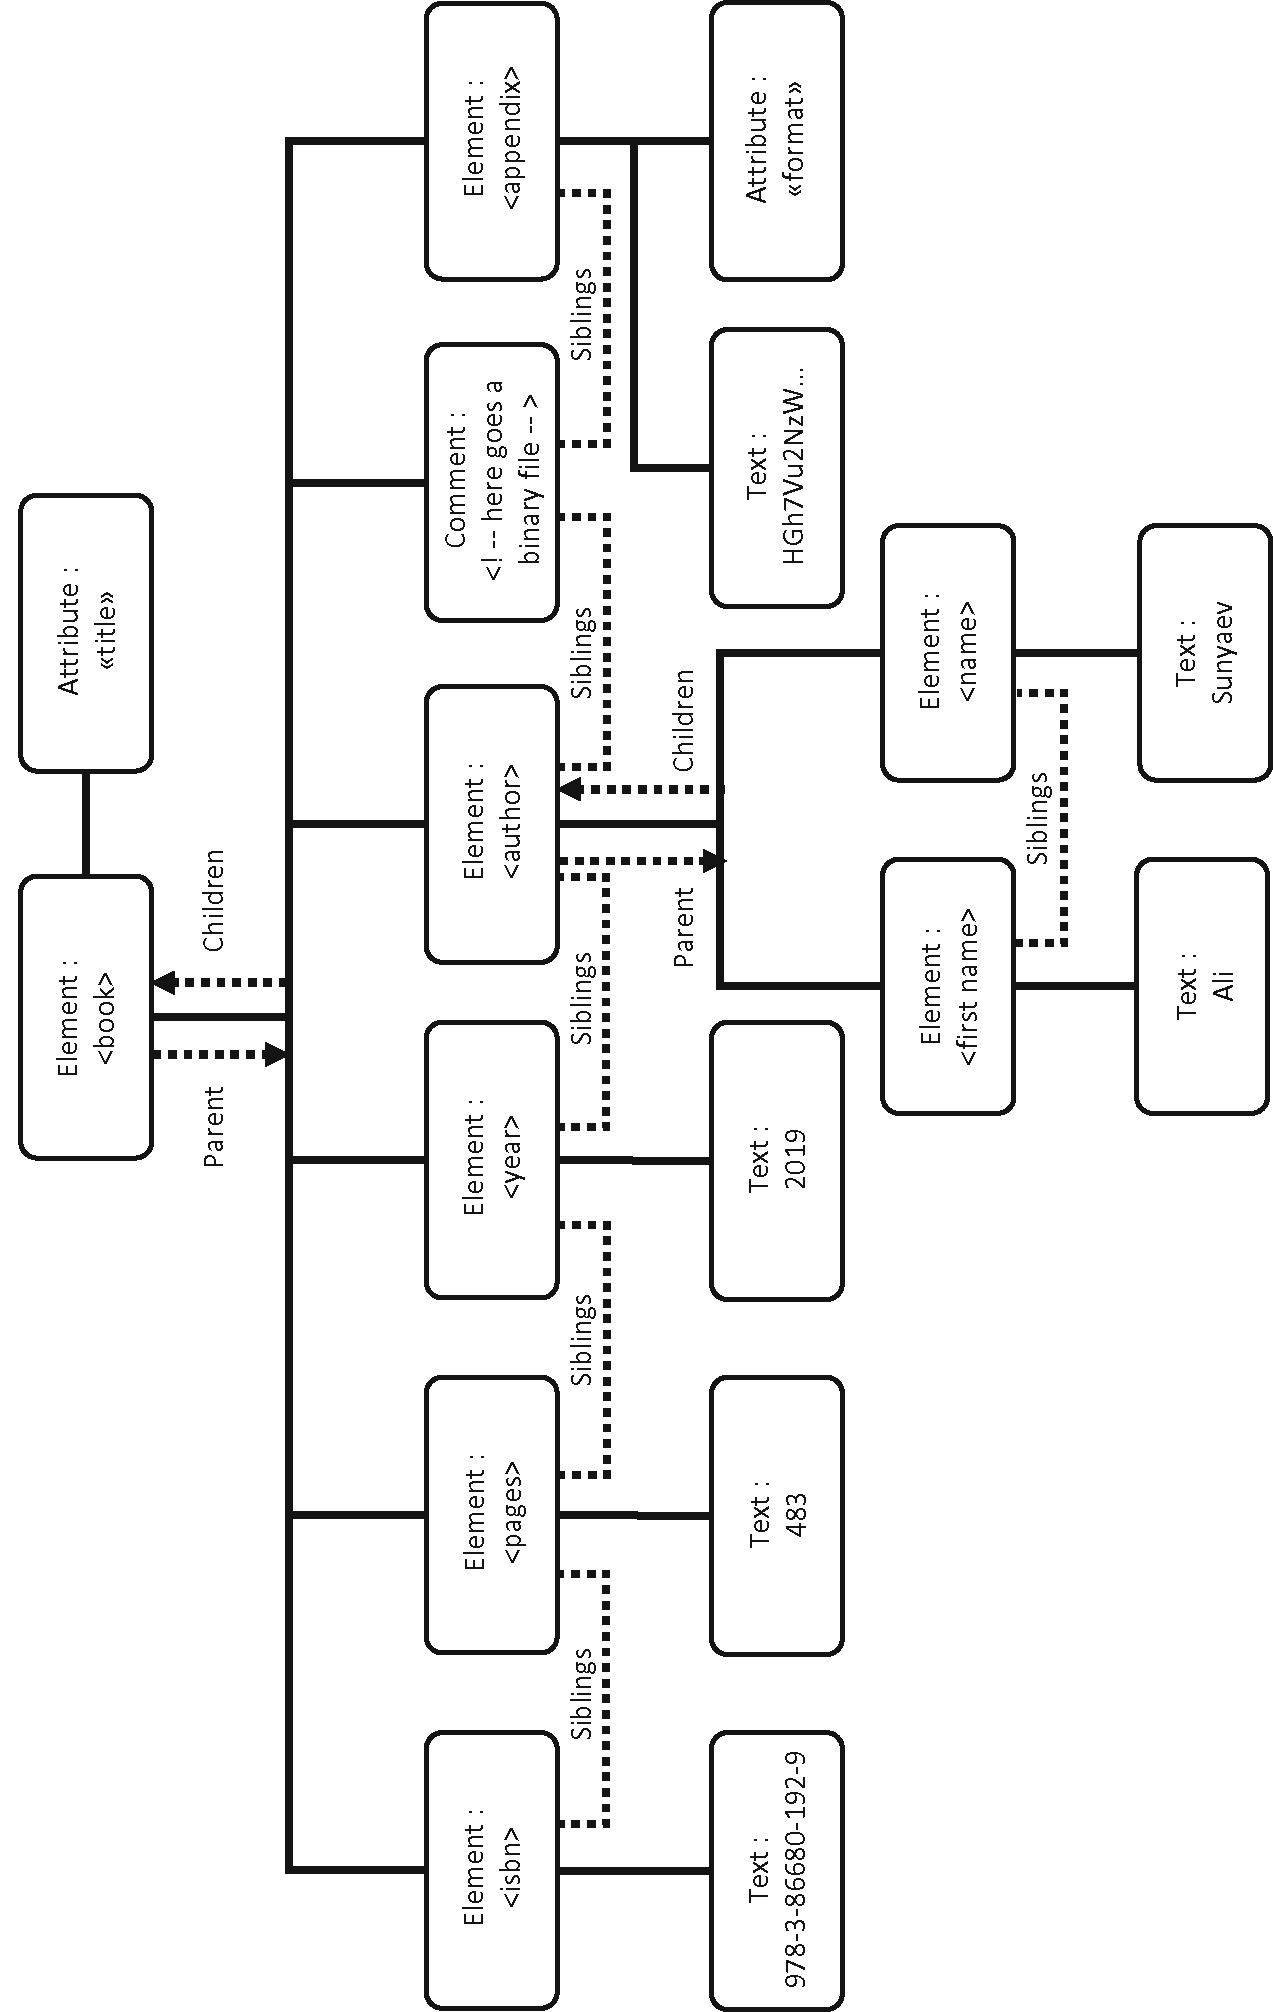 Element :
<book>
Attribute :
«title»
Parent
Children
Element :
<isbn>
Element :
<pages>
Element :
<year>
Element :
<author>
Comment :
<! -- here goes a
binary file -- >
Element :
<appendix>
Siblings
Siblings
Siblings
Siblings
Siblings
Parent
Children
Text :
978-3-86680-192-9
Text :
483
Text :
2019
Text :
HGh7Vu2NzW...
Attribute :
«format»
Element :
<first name>
Element :
<name>
Siblings
Text :
Ali
Text :
Sunyaev